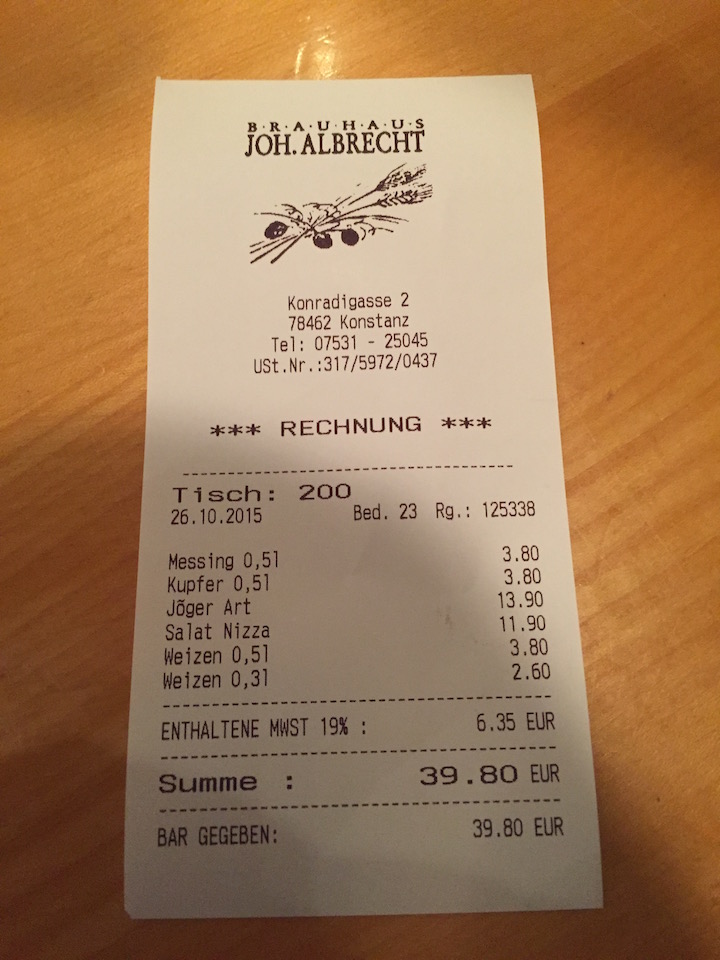 B·R·A·U·H·A·U·S
JOH. ALBRECHT
Konradigasse 2
78462 Konstanz
Tel: 07531 - 25045
USt.Nr.:317/5972/0437
*** RECHNUNG ***
Tisch: 200
26.10.2015 Bed. 23 Rg.: 125338
Messing 0,5l 3.80
Kupfer 0,5l 3.80
Jõger Art 13.90
Salat Nizza 11.90
Weizen 0,5l 3.80
Weizen 0,3l 2.60
ENTHALTENE MWST 19% : 6.35 EUR
Summe : 39.80 EUR
BAR GEGEBEN: 39.80 EUR